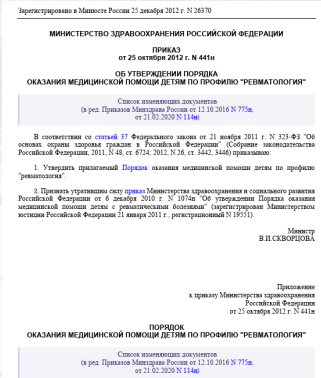 Зарегистрировано в Минюсте России 25 декабря 2012 г. N 26370
МИНИСТЕРСТВО ЗДРАВООХРАНЕНИЯ РОССИЙСКОЙ ФЕДЕРАЦИИ
ПРИКАЗ
от 25 октября 2012 г. N 441н
ОБ УТВЕРЖДЕНИИ ПОРЯДКА
ОКАЗАНИЯ МЕДИЦИНСКОЙ ПОМОЩИ ДЕТЯМ ПО ПРОФИЛЮ "РЕВМАТОЛОГИЯ"
Список изменяющих документов
(в ред. Приказов Минздрава России от 12.10.2016 N 775н,
от 21.02.2020 N 114н)
В соответствии со статьей 37 Федерального закона от 21 ноября 2011 г. N 323-ФЗ "Об
основах охраны здоровья граждан в Российской Федерации" (Собрание законодательства
Российской Федерации, 2011, N 48, ст. 6724; 2012, N 26, ст. 3442, 3446) приказываю:
1. Утвердить прилагаемый Порядок оказания медицинской помощи детям по профилю
"ревматология".
2. Признать утратившим силу приказ Министерства здравоохранения и социального развития
Российской Федерации от 6 декабря 2010 г. N 1074н "Об утверждении Порядка оказания
медицинской помощи детям с ревматическими болезнями" (зарегистрирован Министерством
юстиции Российской Федерации 21 января 2011 г., регистрационный N 19551).
Министр
В.И.СКВОРЦОВА
Приложение
к приказу Министерства здравоохранения
Российской Федерации
от 25 октября 2012 г. N 441н
ПОРЯДОК
ОКАЗАНИЯ МЕДИЦИНСКОЙ ПОМОЩИ ДЕТЯМ ПО ПРОФИЛЮ "РЕВМАТОЛОГИЯ"
Список изменяющих документов
(в ред. Приказов Минздрава России от 12.10.2016 N 775н,
от 21.02.2020 N 114н)